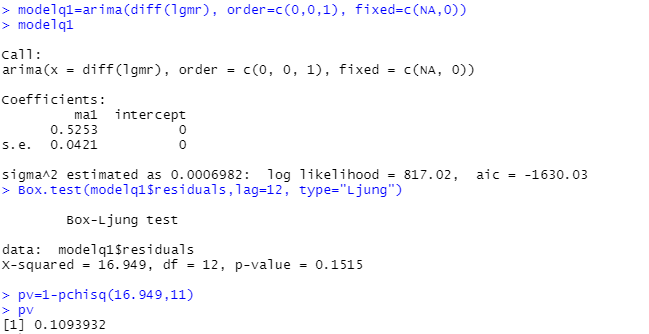 > modelq1=arima(diff(lgmr), order=c(0,0,1), fixed=c(NA,0))
> modelq1
Call:
arima(x = diff(lgmr), order = c(0, 0, 1), fixed = c(NA, 0))
Coefficients:
ma1 intercept
0.5253 0
s.e. 0.0421 0
sigma^2 estimated as 0.0006982: log likelihood = 817.02, aic = -1630.03
> Box.test(modelq1$residuals,lag=12, type="Ljung")
Box-Ljung test
data: modelq1$residuals
X-squared = 16.949, df = 12, p-value = 0.1515
> pv=1-pchisq(16.949,11)
> pv
[1] 0.1093932